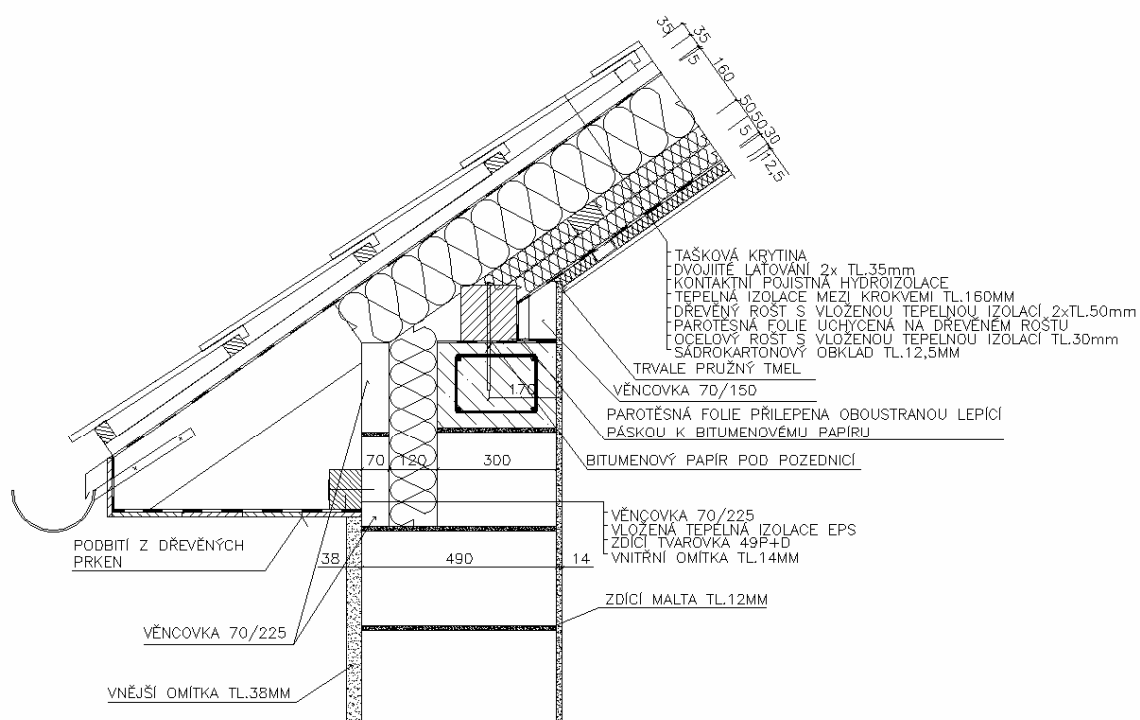 35
35
5
160
50
50
30
5
12,5
TAŠKOVÁ KRYTINA
DVOJIITÉ LAŤOVÁNÍ 2x TL.35mm
KONTAKTNÍ POJISTNÁ HYDROIZOLACE
TEPELNÁ IZOLACE MEZI KROKVEMI TL.160MM
DŘEVĚNÝ ROŠT S VLOŽENOU TEPELNOU IZOLACÍ 2xTL.50mm
PAROTĚSNÁ FOLIE UCHYCENÁ NA DŘEVĚNÉM ROŠTU
OCELOVÝ ROŠT S VLOŽENOU TEPELNOU IZOLACÍ TL.30mm
SÁDROKARTONOVÝ OBKLAD TL.12,5MM
TRVALE PRUŽNÝ TMEL
VĚNCOVKA 70/150
170
PAROTĚSNÁ FOLIE PŘILEPENA OBOUSTRANOU LEPÍCÍ
PÁSKOU K BITUMENOVÉMU PAPÍRU
BITUMENOVÝ PAPÍR POD POZEDNICÍ
70 120 300
VĚNCOVKA 70/225
VLOŽENÁ TEPELNÁ IZOLACE EPS
ZDÍCÍ TVAROVKA 49P+D
VNITŘNÍ OMÍTKA TL.14MM
PODBITÍ Z DŘEVĚNÝCH
PRKEN
38 490 14
ZDÍCÍ MALTA TL.12MM
VĚNCOVKA 70/225
VNĚJŠÍ OMÍTKA TL.38MM